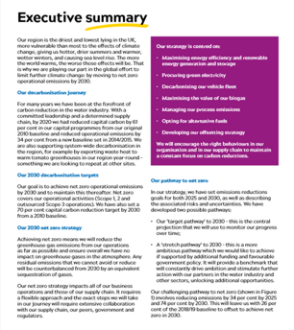 Executive summary
Our region is the driest and lowest lying in the UK,
more vulnerable than most to the effects of climate
change, giving us hotter, drier summers and warmer,
wetter winters, and causing sea level rise. The more
the world warms, the worse those effects will be. That
is why we are playing our part in the global effort to
limit further climate change by moving to net zero
operational emissions by 2030.
Our decarbonisation journey
For many years we have been at the forefront of
carbon reduction in the water industry. With a
committed leadership and a determined supply
chain, by 2020 we had reduced capital carbon by 61
per cent in our capital programmes from our original
2010 baseline and reduced operational emissions by
34 per cent from a new baseline set in 2014/2015. We
are also supporting system-wide decarbonisation in
the region, for example by exporting waste heat to
warm tomato greenhouses in our region year-round -
something we are looking to repeat at other sites.
Our 2030 decarbonisation targets
Our goal is to achieve net zero operations emissions
by 2030 and to maintain this thereafter. Net zero
covers our operational activities (Scope 1, 2 and
outsourced Scope 3 operations). We have also set a
70 per cent capital carbon reduction target by 2030
from a 2010 baseline.
Our 2030 net zero strategy
Achieving net zero means we will reduce the
greenhouse gas emissions from our operations
as far as possible and ensure overall we have no
impact on greenhouse gases in the atmosphere. Any
residual emissions that we cannot avoid or reduce
will be counterbalanced from 2030 by an equivalent
sequestration of gases.
Our net zero strategy impacts all of our business
operations and those of our supply chain. It requires
a flexible approach and the exact steps we will take
in our journey will require extensive collaboration
with our supply chain, our peers, government and
regulators.
Our strategy is centred on:
• Maximising energy efficiency and renewable
energy generation and storage
• Procuring green electricity
• Decarbonising our vehicle fleet
• Maximising the value of our biogas
• Managing our process emissions
• Opting for alternative fuels
• Developing our offsetting strategy
We will encourage the right behaviours in our
organisation and in our supply chain to maintain
a constant focus on carbon reductions.
Our pathway to net zero
In our strategy, we have set emissions reductions
goals for both 2025 and 2030, as well as describing
the associated risks and uncertainties. We have
developed two possible pathways:
• Our 'target pathway' to 2030 - this is the central
projection that we will use to monitor our progress
over time;
• A 'stretch pathway' to 2030 - this is a more
ambitious pathway which we would like to achieve
if supported by additional funding and favourable
government policy. It will provide a benchmark that
will constantly drive ambition and stimulate further
action with our partners in the water industry and
other sectors, unlocking additional opportunities.
Our challenging pathway to net zero (shown in Figure
1) involves reducing emissions by 38 per cent by 2025
and 74 per cent by 2030. This will leave us with 26 per
cent of the 2018/19 baseline to offset to achieve net
zero in 2030.